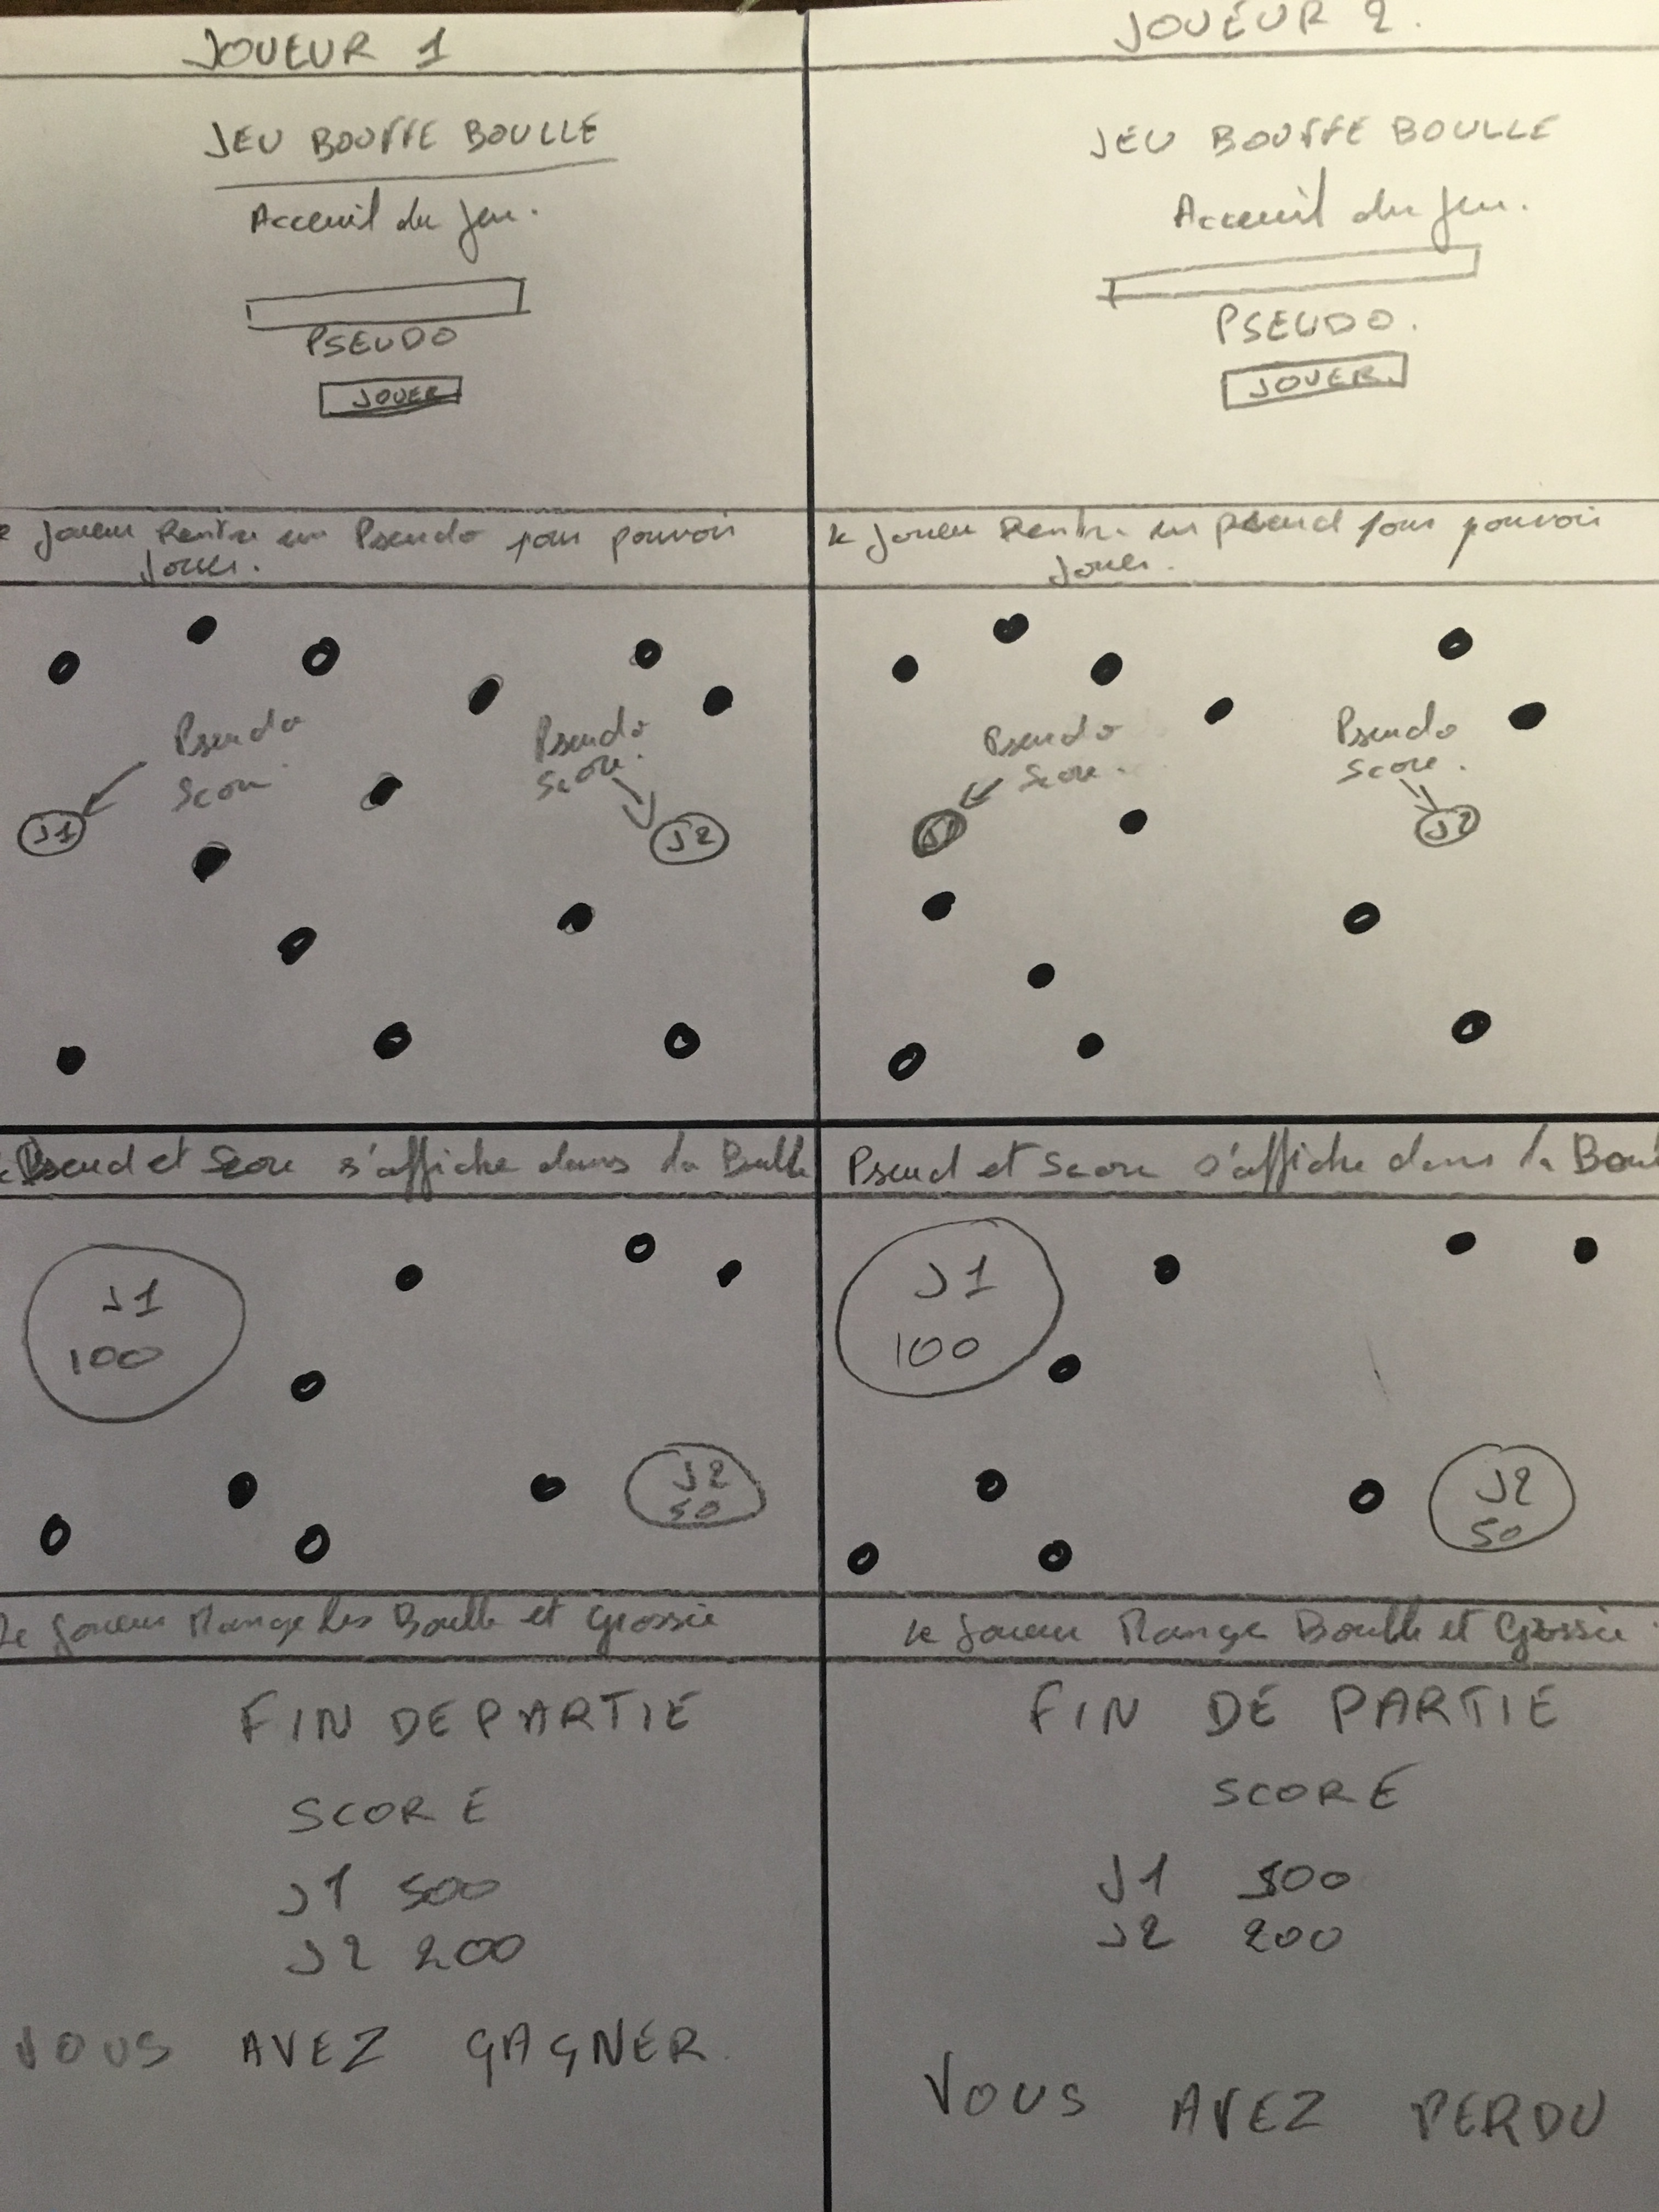 JOUEUR 1
JEU BOUFFE BOULLE
Acceuil du jeu.
PSEUDO
JOUER
joueur Rentre un Pseudo pour pouvoir
Jouer.
Pseudo
Score
J1
Pseudo
Score.
J2
Pseud et Score s'affiche dans la Boulle
J1
100
J2
50
Le joueur Mange les Boulle et Grossie
FIN DE PARTIE
SCORE
J1 500
J2 200
VOUS AVEZ GAGNER.
JOUEUR 2.
JEU BOUFFE BOULLE
Acceuil du jeu.
PSEUDO.
JOUER.
le joueur Rentre un pseud pour pouvoir
Jouer.
Pseudo
Score.
J1
Pseudo
Score.
J2
Pseud et Score s'affiche dans la Boul
J1
100
J2
50
le joueur Mange Boulle et Grossie.
FIN DE PARTIE
SCORE
J1 500
J2 200
VOUS AVEZ PERDU